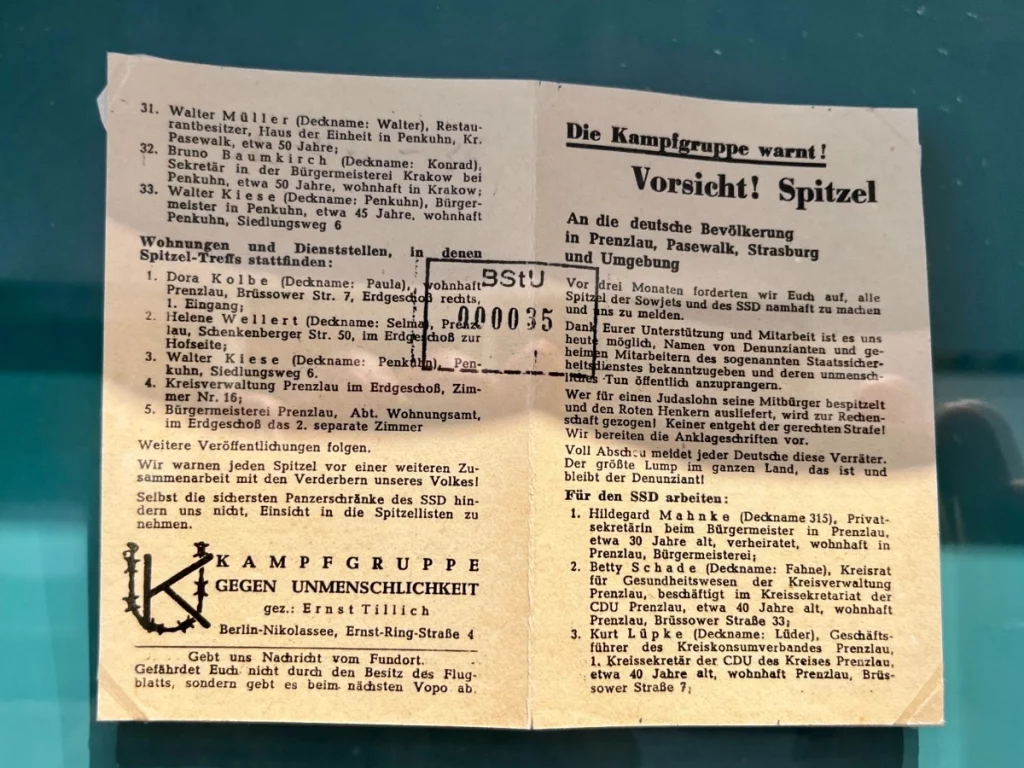 31. Walter Müller (Deckname: Walter), Restau-
rantbesitzer, Haus der Einheit in Penkuhn, Kr.
Pasewalk, etwa 50 Jahre;
32. Bruno Baumkirch (Deckname: Konrad),
Sekretär in der Bürgermeisterei Krakow bei
Penkuhn, etwa 50 Jahre, wohnhaft in Krakow;
33. Walter Kiese (Deckname: Penkuhn), Bürger-
meister in Penkuhn, etwa 45 Jahre, wohnhaft
Penkuhn, Siedlungsweg 6
Wohnungen und Dienststellen, in denen
Spitzel-Treffs stattfinden:
1. Dora Kolbe (Deckname: Paula), wohnhaft
Prenzlau, Brüssower Str. 7, Erdgeschoß rechts,
1. Eingang;
2. Helene Wellert (Deckname: Selma), Prenz-
lau, Schenkenberger Str. 50, im Erdgeschoß zur
Hofseite;
3. Walter Kiese (Deckname: Penkuhn), Pen-
kuhn, Siedlungsweg 6.
4. Kreisverwaltung Prenzlau im Erdgeschoß, Zim-
mer Nr. 16;
5. Bürgermeisterei Prenzlau, Abt. Wohnungsamt,
im Erdgeschoß das 2. separate Zimmer
Weitere Veröffentlichungen folgen.
Wir warnen jeden Spitzel vor einer weiteren Zu-
sammenarbeit mit den Verderbern unseres Volkes!
Selbst die sichersten Panzerschränke des SSD hin-
dern uns nicht, Einsicht in die Spitzellisten zu
nehmen.
KAMPFGRUPPE
GEGEN UNMENSCHLICHKEIT
gez.: Ernst Tillich
Berlin-Nikolassee, Ernst-Ring-Straße 4
Gebt uns Nachricht vom Fundort.
Gefährdet Euch nicht durch den Besitz des Flug-
blatts, sondern gebt es beim nächsten Vopo ab.
BStU
000035
Die Kampfgruppe warnt!
Vorsicht! Spitzel
An die deutsche Bevölkerung
in Prenzlau, Pasewalk, Strasburg
und Umgebung
Vor drei Monaten forderten wir Euch auf, alle
Spitzel der Sowjets und des SSD namhaft zu machen
und uns zu melden.
Dank Eurer Unterstützung und Mitarbeit ist es uns
heute möglich, Namen von Denunzianten und ge-
heimen Mitarbeitern des sogenannten Staatssicher-
heitsdienstes bekanntzugeben und deren unmensch-
liches Tun öffentlich anzuprangern.
Wer für einen Judaslohn seine Mitbürger bespitzelt
und den Roten Henkern ausliefert, wird zur Rechen-
schaft gezogen! Keiner entgeht der gerechten Strafe!
Wir bereiten die Anklageschriften vor.
Voll Abscheu meldet jeder Deutsche diese Verräter.
Der größte Lump im ganzen Land, das ist und
bleibt der Denunziant!
Für den SSD arbeiten:
1. Hildegard Mahnke (Deckname 315), Privat-
sekretärin beim Bürgermeister in Prenzlau,
etwa 30 Jahre alt, verheiratet, wohnhaft in
Prenzlau, Bürgermeisterei;
2. Betty Schade (Deckname: Fahne), Kreisrat
für Gesundheitswesen der Kreisverwaltung
Prenzlau, beschäftigt im Kreissekretariat der
CDU Prenzlau, etwa 40 Jahre alt, wohnhaft
Prenzlau, Brüssower Straße 33;
3. Kurt Lüpke (Deckname: Lüder), Geschäfts-
führer des Kreiskonsumverbandes Prenzlau,
1. Kreissekretär der CDU des Kreises Prenzlau,
etwa 40 Jahre alt, wohnhaft Prenzlau, Brüs-
sower Straße 7;